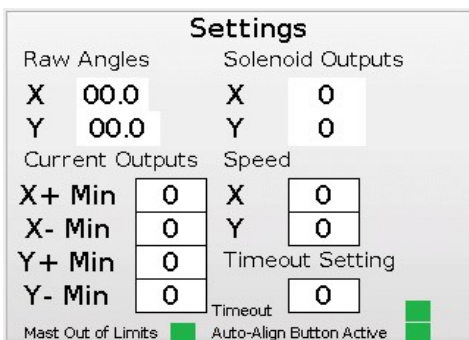 Settings
Raw Angles Solenoid Outputs
X 00.0 X 0
Y 00.0 Y 0
Current Outputs Speed
X+ Min 0 X 0
X- Min 0 Y 0
Y+ Min 0 Timeout Setting
Y- Min 0 0
Timeout
Mast Out of Limits Auto-Align Button Active